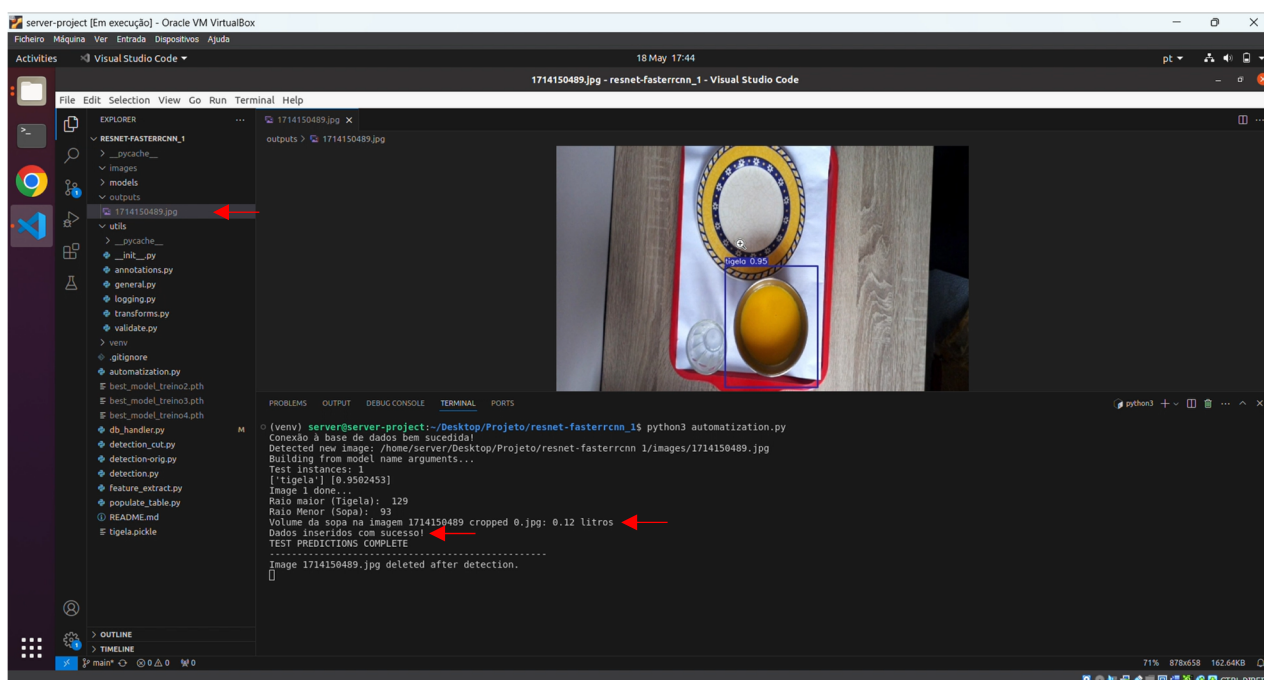 server-project [Em execução] - Oracle VM VirtualBox
Ficheiro Máquina Ver Entrada Dispositivos Ajuda
Activities Visual Studio Code 18 May 17:44 pt
1714150489.jpg - resnet-fasterrcnn_1 - Visual Studio Code
File Edit Selection View Go Run Terminal Help
EXPLORER
RESNET-FASTERRCNN_1
__pycache__
images
models
outputs
1714150489.jpg
utils
__pycache__
__init__.py
annotations.py
general.py
logging.py
transforms.py
validate.py
venv
.gitignore
automatization.py
best_model_treino2.pth
best_model_treino3.pth
best_model_treino4.pth
db_handler.py M
detection_cut.py
detection-orig.py
detection.py
feature_extract.py
populate_table.py
README.md
tigela.pickle
OUTLINE
TIMELINE
1714150489.jpg
outputs > 1714150489.jpg
tigela 0.95
PROBLEMS OUTPUT DEBUG CONSOLE TERMINAL PORTS
python3
(venv) server@server-project:~/Desktop/Projeto/resnet-fasterrcnn_1$ python3 automatization.py
Conexão à base de dados bem sucedida!
Detected new image: /home/server/Desktop/Projeto/resnet-fasterrcnn 1/images/1714150489.jpg
Building from model name arguments...
Test instances: 1
['tigela'] [0.9502453]
Image 1 done...
Raio maior (Tigela): 129
Raio Menor (Sopa): 93
Volume da sopa na imagem 1714150489 cropped 0.jpg: 0.12 litros
Dados inseridos com sucesso!
TEST PREDICTIONS COMPLETE
--------------------------------------------------
Image 1714150489.jpg deleted after detection.
main* 0 0 0
71% 878x658 162.64KB